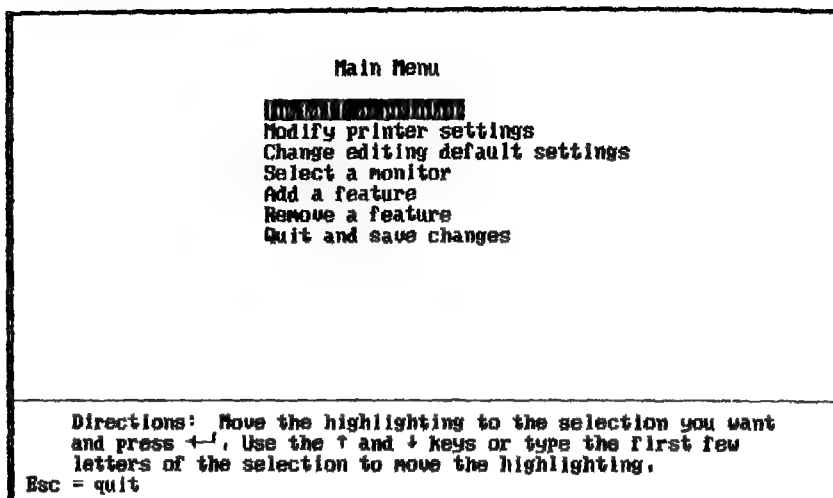 Main Menu
Install a printer
Modify printer settings
Change editing default settings
Select a monitor
Add a feature
Remove a feature
Quit and save changes
Directions: Move the highlighting to the selection you want
and press ↵. Use the ↑ and ↓ keys or type the first few
letters of the selection to move the highlighting.
Esc = quit